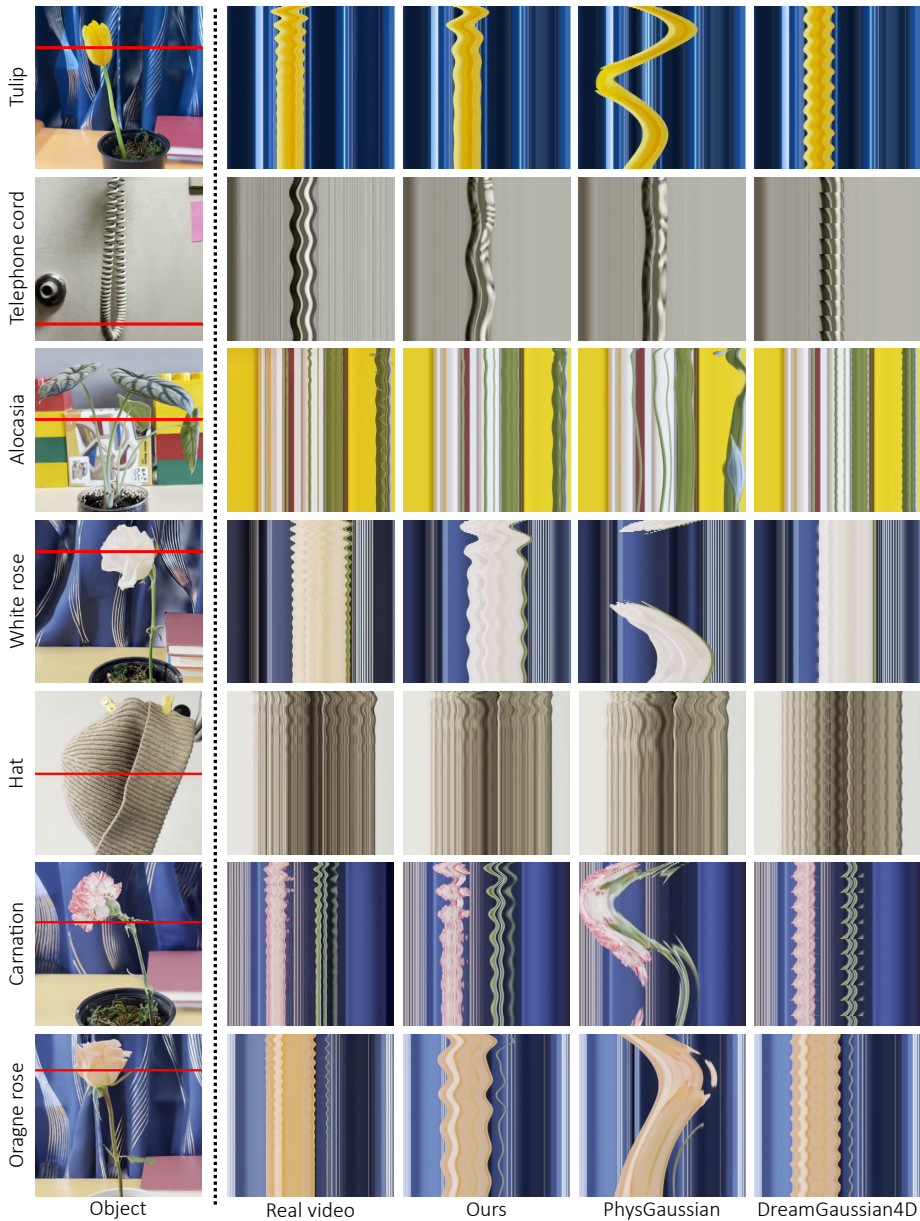 Tulip
Telephone cord
Alocasia
White rose
Hat
Carnation
Oragne rose
Object
Real video
Ours
PhysGaussian
DreamGaussian4D